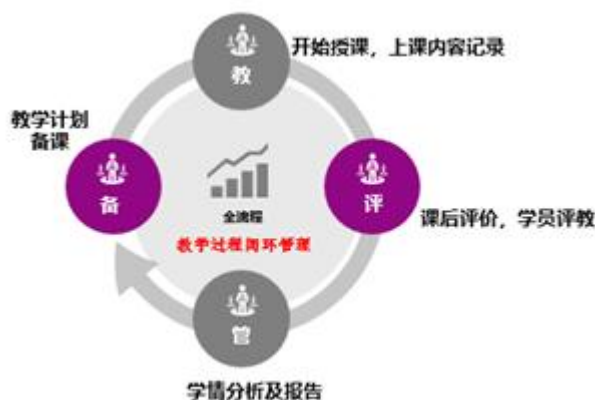 教
开始授课，上课内容记录
教学计划
备课
备
评
课后评价，学员评教
全流程
教学过程闭环管理
管
学情分析及报告